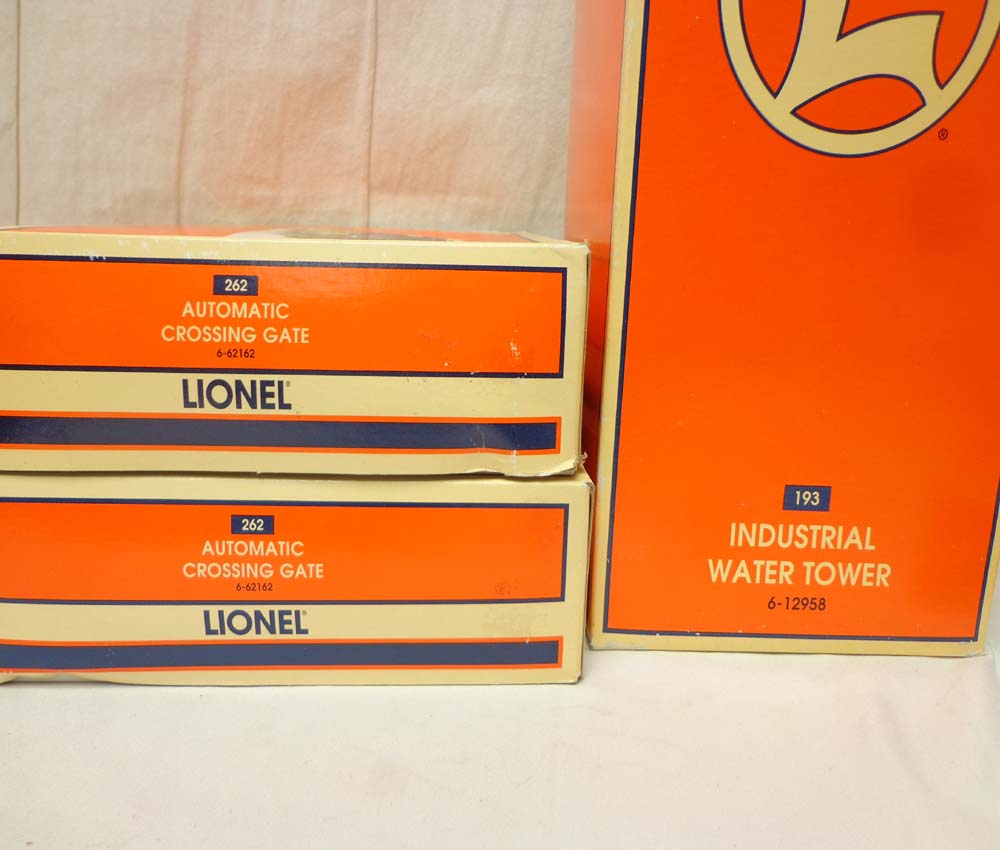 262
AUTOMATIC
CROSSING GATE
6-62162
LIONEL®
262
AUTOMATIC
CROSSING GATE
6-62162
LIONEL®
L
®
193
INDUSTRIAL
WATER TOWER
6-12958